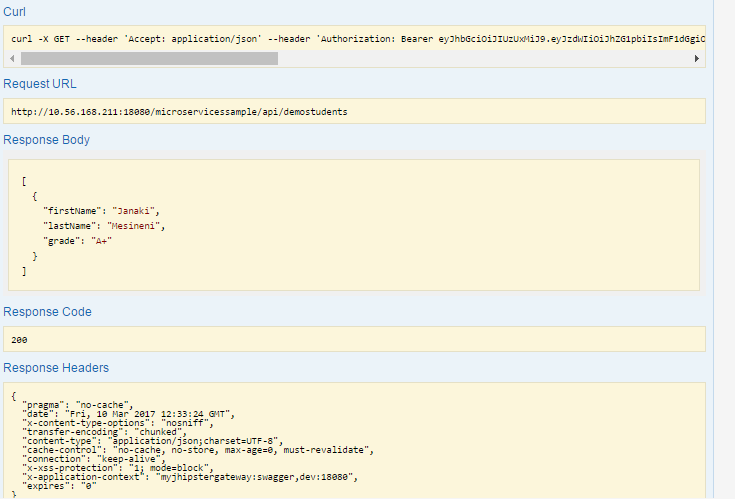 Curl
curl -X GET --header 'Accept: application/json' --header 'Authorization: Bearer eyJhbGciOiJIUzUxMiJ9.eyJzdWIiOiJhZG1pbiIsImF1dGgiO
Request URL
http://10.56.168.211:18080/microservicessample/api/demostudents
Response Body
[
{
"firstName": "Janaki",
"lastName": "Mesineni",
"grade": "A+"
}
]
Response Code
200
Response Headers
{
"pragma": "no-cache",
"date": "Fri, 10 Mar 2017 12:33:24 GMT",
"x-content-type-options": "nosniff",
"transfer-encoding": "chunked",
"content-type": "application/json;charset=UTF-8",
"cache-control": "no-cache, no-store, max-age=0, must-revalidate",
"connection": "keep-alive",
"x-xss-protection": "1; mode=block",
"x-application-context": "myjhipstergateway:swagger,dev:18080",
"expires": "0"
}